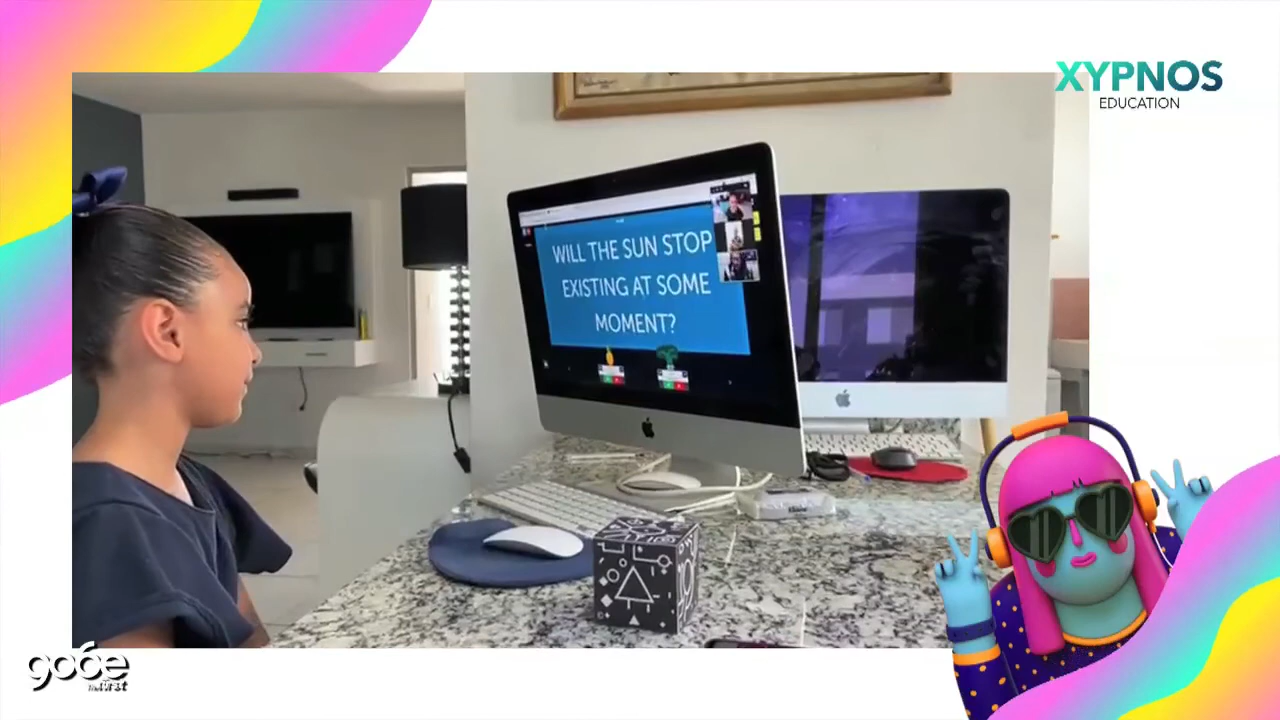 XYPNOS
EDUCATION
WILL THE SUN STOP
EXISTING AT SOME
MOMENT?
gobe